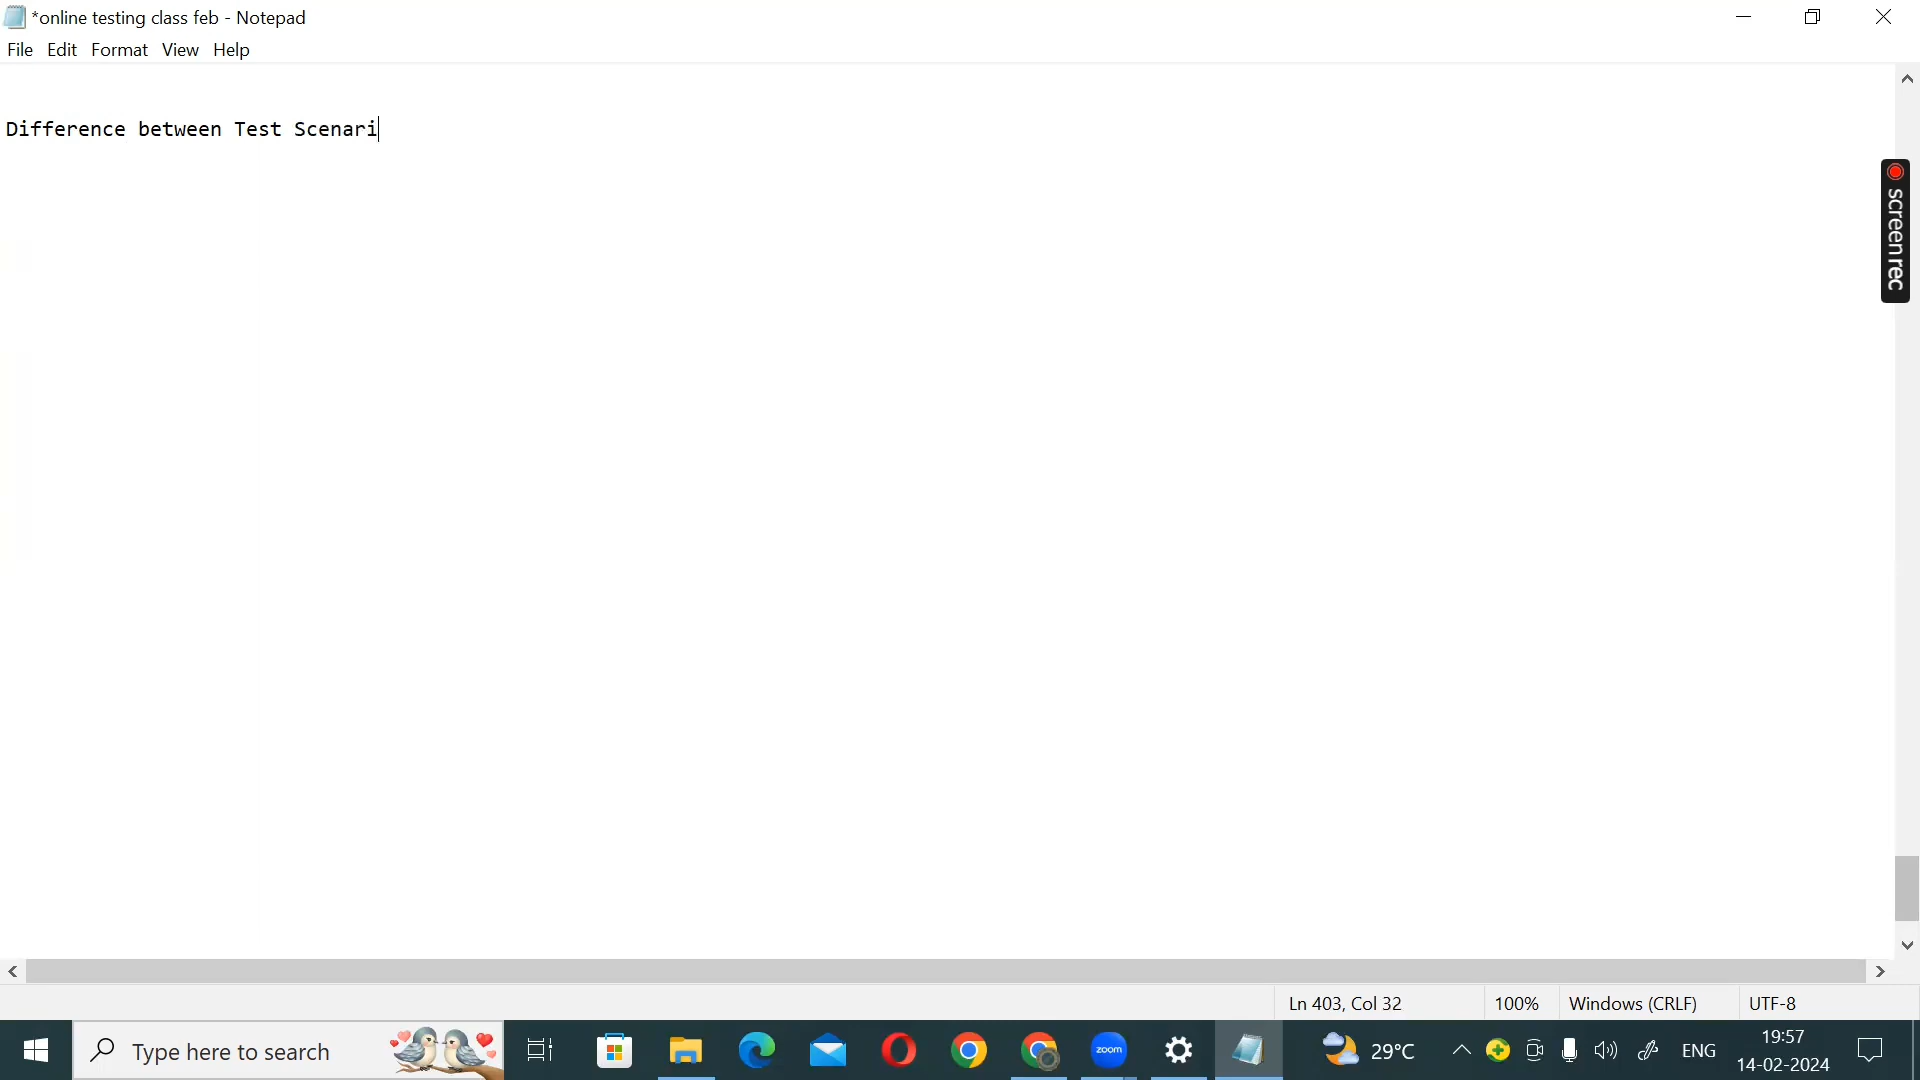 *online testing class feb - Notepad
File Edit Format View Help
Difference between Test Scenari
screenrec
Ln 403, Col 32 100% Windows (CRLF) UTF-8
Type here to search
zoom
29°C
ENG
19:57
14-02-2024